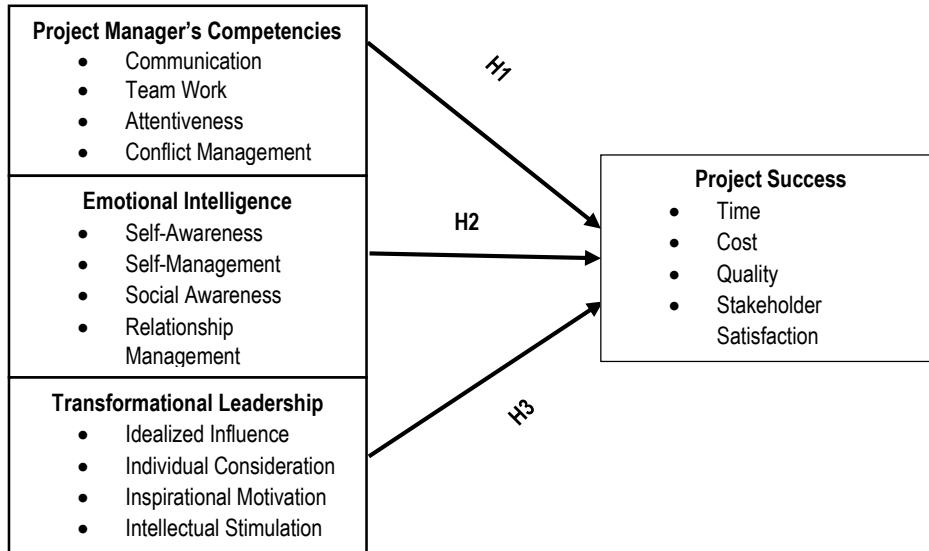 Project Manager’s Competencies
• Communication
• Team Work
• Attentiveness
• Conflict Management
Emotional Intelligence
• Self-Awareness
• Self-Management
• Social Awareness
• Relationship
Management
Transformational Leadership
• Idealized Influence
• Individual Consideration
• Inspirational Motivation
• Intellectual Stimulation
H1
H2
H3
Project Success
• Time
• Cost
• Quality
• Stakeholder
Satisfaction